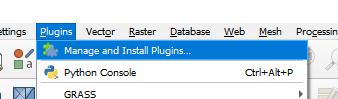 ettings Plugins Vector Raster Database Web Mesh Processin
Manage and Install Plugins...
Python Console Ctrl+Alt+P
GRASS